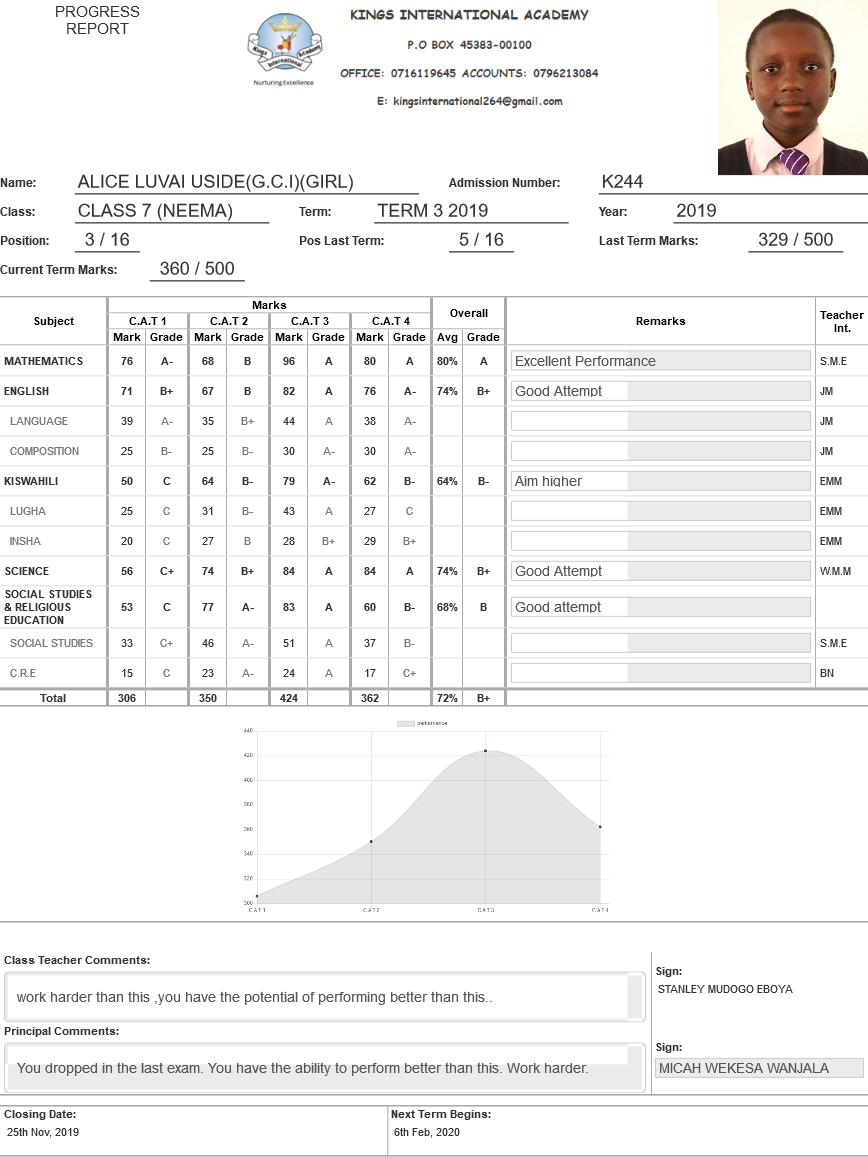 PROGRESS
REPORT
KINGS INTERNATIONAL ACADEMY
P.O BOX 45383-00100
OFFICE: 0716119645 ACCOUNTS: 0796213084
E: kingsinternational264@gmail.com
Kings International Academy
Nurturing Excellence
Name: ALICE LUVAI USIDE(G.C.I)(GIRL) Admission Number: K244
Class: CLASS 7 (NEEMA) Term: TERM 3 2019 Year: 2019
Position: 3 / 16 Pos Last Term: 5 / 16 Last Term Marks: 329 / 500
Current Term Marks: 360 / 500
Subject Marks Overall Remarks Teacher Int.
C.A.T 1 C.A.T 2 C.A.T 3 C.A.T 4
Mark Grade Mark Grade Mark Grade Mark Grade Avg Grade
MATHEMATICS 76 A- 68 B 96 A 80 A 80% A Excellent Performance S.M.E
ENGLISH 71 B+ 67 B 82 A 76 A- 74% B+ Good Attempt JM
LANGUAGE 39 A- 35 B+ 44 A 38 A- JM
COMPOSITION 25 B- 25 B- 30 A- 30 A- JM
KISWAHILI 50 C 64 B- 79 A- 62 B- 64% B- Aim higher EMM
LUGHA 25 C 31 B- 43 A 27 C EMM
INSHA 20 C 27 B 28 B+ 29 B+ EMM
SCIENCE 56 C+ 74 B+ 84 A 84 A 74% B+ Good Attempt W.M.M
SOCIAL STUDIES
& RELIGIOUS
EDUCATION 53 C 77 A- 83 A 60 B- 68% B Good attempt
SOCIAL STUDIES 33 C+ 46 A- 51 A 37 B- S.M.E
C.R.E 15 C 23 A- 24 A 17 C+ BN
Total 306 350 424 362 72% B+
performance
440
420
400
380
360
340
320
300
CAT1 CAT2 CAT3 CAT4
Class Teacher Comments:
work harder than this ,you have the potential of performing better than this..
Sign:
STANLEY MUDOGO EBOYA
Principal Comments:
You dropped in the last exam. You have the ability to perform better than this. Work harder.
Sign:
MICAH WEKESA WANJALA
Closing Date: Next Term Begins:
25th Nov, 2019 6th Feb, 2020